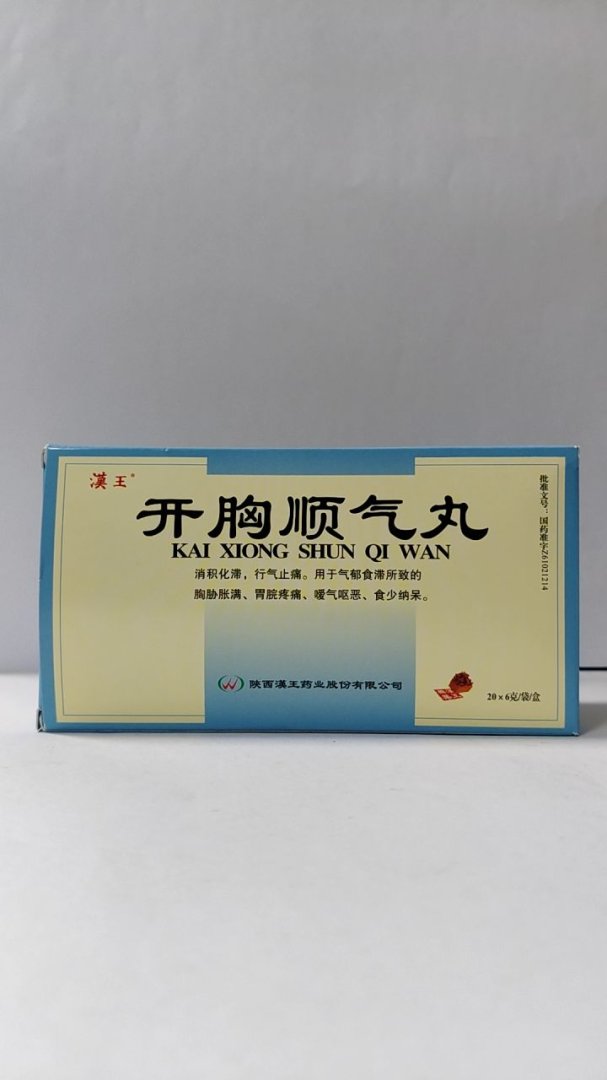 漢王®
开胸顺气丸
KAI XIONG SHUN QI WAN
消积化滞，行气止痛。用于气郁食滞所致的
胸胁胀满、胃脘疼痛、嗳气呕恶、食少纳呆。
陕西漢王药业股份有限公司
20×6克/袋/盒
批准文号：国药准字Z61021214